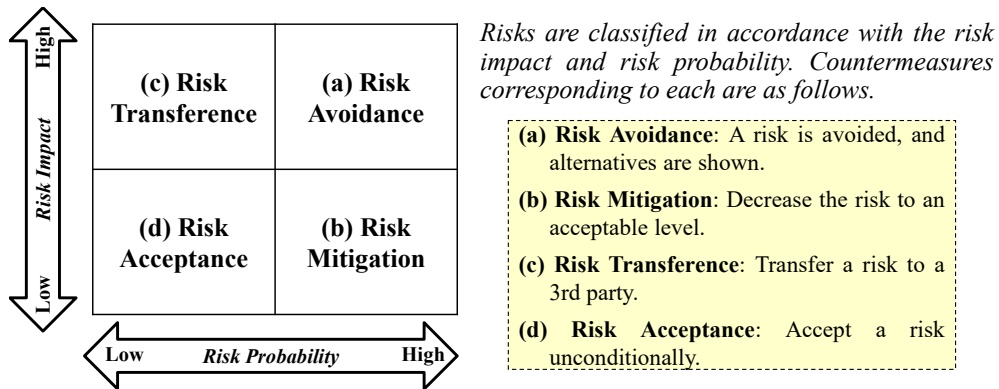 High
Risk Impact
Low
(c) Risk
Transference
(a) Risk
Avoidance
(d) Risk
Acceptance
(b) Risk
Mitigation
Low
Risk Probability
High
Risks are classified in accordance with the risk
impact and risk probability. Countermeasures
corresponding to each are as follows.
(a) Risk Avoidance: A risk is avoided, and
alternatives are shown.
(b) Risk Mitigation: Decrease the risk to an
acceptable level.
(c) Risk Transference: Transfer a risk to a
3rd party.
(d) Risk Acceptance: Accept a risk
unconditionally.